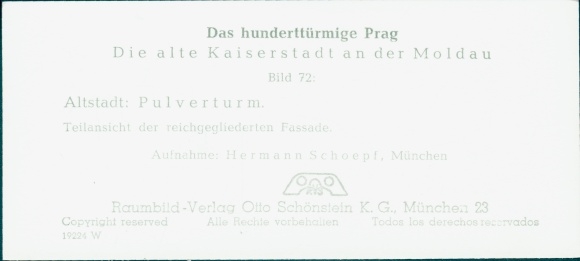 Das hunderttürmige Prag
Die alte Kaiserstadt an der Moldau
Bild 72:
Altstadt: Pulverturm.
Teilansicht der reichgegliederten Fassade.
Aufnahme: Hermann Schoepf, München
RVS
Raumbild-Verlag Otto Schönstein K. G., München 23
Copyright reserved Alle Rechte vorbehalten Todos los derechos reservados
19224 W